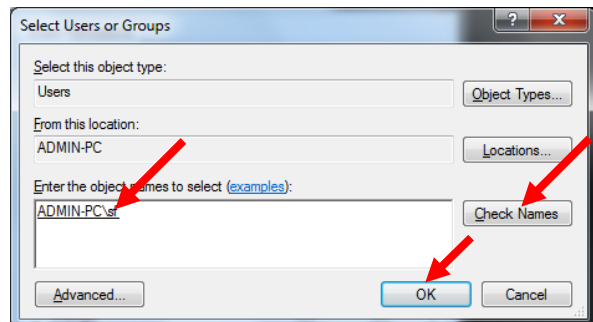 Select Users or Groups
Select this object type:
Users
Object Types...
From this location:
ADMIN-PC
Locations...
Enter the object names to select (examples):
ADMIN-PC\sf
Check Names
Advanced...
OK
Cancel